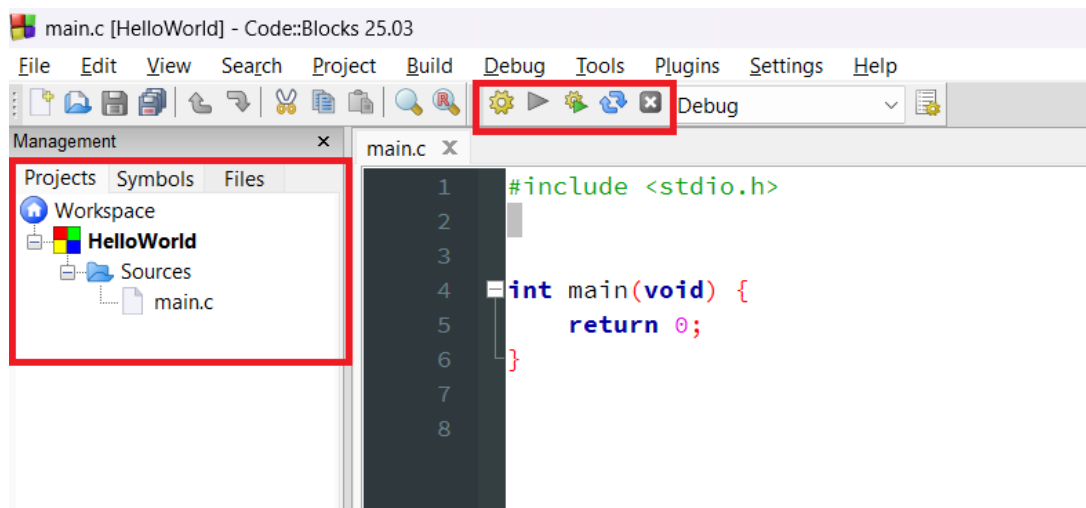 main.c [HelloWorld] - Code::Blocks 25.03
File Edit View Search Project Build Debug Tools Plugins Settings Help
Debug
Management
main.c
Projects Symbols Files
Workspace
HelloWorld
Sources
main.c
1 #include <stdio.h>
2
3
4 int main(void) {
5 return 0;
6 }
7
8